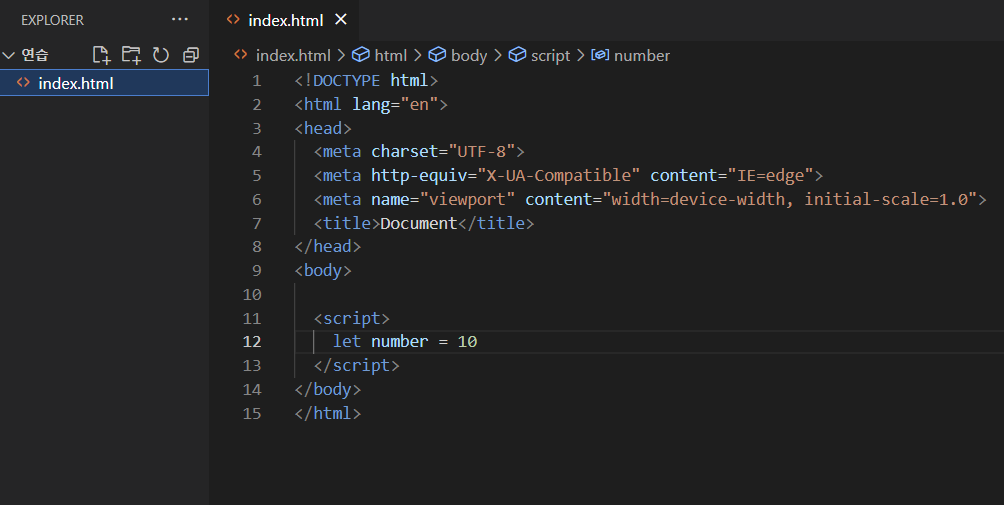 EXPLORER ···
연습
index.html
index.html
index.html > html > body > script > number
1 <!DOCTYPE html>
2 <html lang="en">
3 <head>
4 <meta charset="UTF-8">
5 <meta http-equiv="X-UA-Compatible" content="IE=edge">
6 <meta name="viewport" content="width=device-width, initial-scale=1.0">
7 <title>Document</title>
8 </head>
9 <body>
10
11 <script>
12 let number = 10
13 </script>
14 </body>
15 </html>